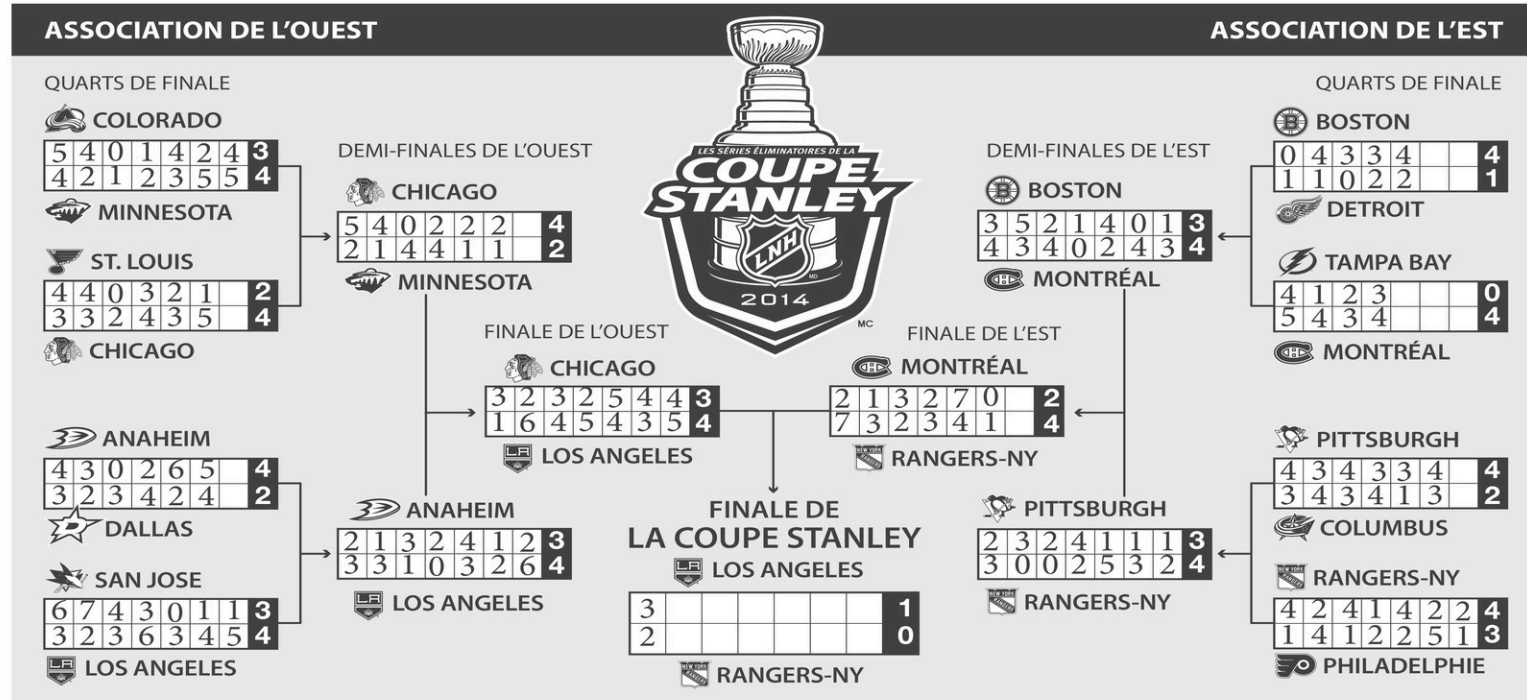 ASSOCIATION DE L'OUEST
ASSOCIATION DE L'EST
QUARTS DE FINALE
COLORADO
5 4 0 1 4 2 4 3
4 2 1 2 3 5 5 4
MINNESOTA
ST. LOUIS
4 4 0 3 2 1 2
3 3 2 4 3 5 4
CHICAGO
ANAHEIM
4 3 0 2 6 5 4
3 2 3 4 2 4 2
DALLAS
SAN JOSE
6 7 4 3 0 1 1 3
3 2 3 6 3 4 5 4
LA
LOS ANGELES
DEMI-FINALES DE L'OUEST
CHICAGO
5 4 0 2 2 2 4
2 1 4 4 1 1 2
MINNESOTA
ANAHEIM
2 1 3 2 4 1 2 3
3 3 1 0 3 2 6 4
LA
LOS ANGELES
FINALE DE L'OUEST
CHICAGO
3 2 3 2 5 4 4 3
1 6 4 5 4 3 5 4
LA
LOS ANGELES
LES SÉRIES ÉLIMINATOIRES DE LA
COUPE
STANLEY
LNH
MD
2014
MC
FINALE DE
LA COUPE STANLEY
LA
LOS ANGELES
3 1
2 0
NEW YORK
RANGERS-NY
FINALE DE L'EST
MONTRÉAL
2 1 3 2 7 0 2
7 3 2 3 4 1 4
NEW YORK
RANGERS-NY
DEMI-FINALES DE L'EST
B BOSTON
3 5 2 1 4 0 1 3
4 3 4 0 2 4 3 4
MONTRÉAL
PITTSBURGH
2 3 2 4 1 1 1 3
3 0 0 2 5 3 2 4
NEW YORK
RANGERS-NY
QUARTS DE FINALE
B BOSTON
0 4 3 3 4 4
1 1 0 2 2 1
DETROIT
TAMPA BAY
4 1 2 3 0
5 4 3 4 4
MONTRÉAL
PITTSBURGH
4 3 4 3 3 4 4
3 4 3 4 1 3 2
COLUMBUS
NEW YORK
RANGERS-NY
4 2 4 1 4 2 2 4
1 4 1 2 2 5 1 3
PHILADELPHIE